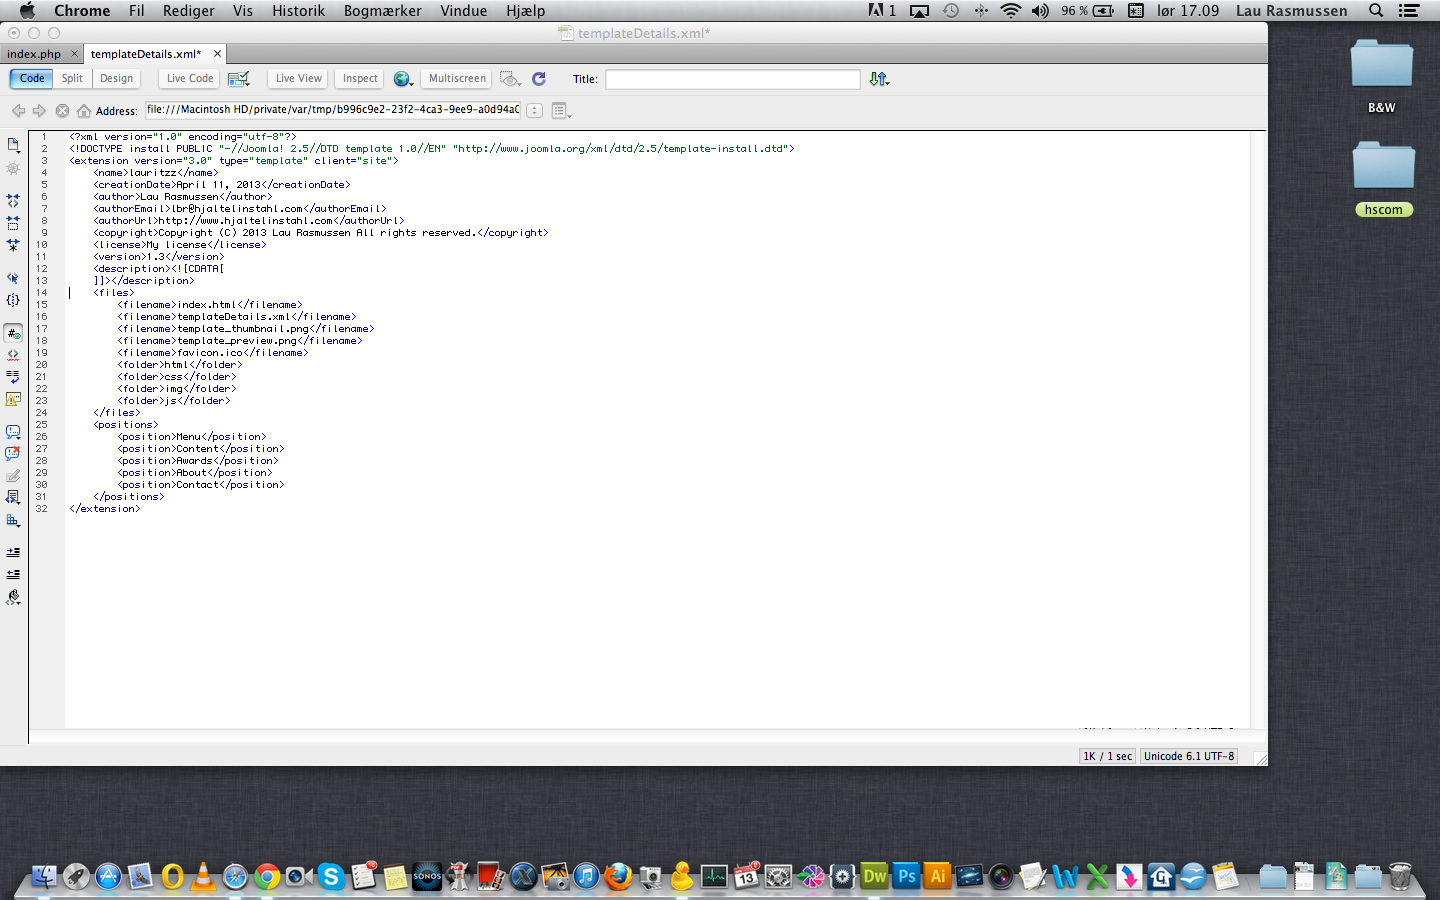 Chrome Fil Rediger Vis Historik Bogmærker Vindue Hjælp 1 96 % lør 17.09 Lau Rasmussen
templateDetails.xml*
index.php × templateDetails.xml* ×
Code Split Design Live Code Live View Inspect Multiscreen Title:
Address: file:///Macintosh HD/private/var/tmp/b996c9e2-23f2-4ca3-9ee9-a0d94a0
1 <?xml version="1.0" encoding="utf-8"?>
2 <!DOCTYPE install PUBLIC "-//Joomla! 2.5//DTD template 1.0//EN" "http://www.joomla.org/xml/dtd/2.5/template-install.dtd">
3 <extension version="3.0" type="template" client="site">
4 <name>lauritzz</name>
5 <creationDate>April 11, 2013</creationDate>
6 <author>Lau Rasmussen</author>
7 <authorEmail>lbr@hjaltelinstahl.com</authorEmail>
8 <authorUrl>http://www.hjaltelinstahl.com</authorUrl>
9 <copyright>Copyright (C) 2013 Lau Rasmussen All rights reserved.</copyright>
10 <license>My license</license>
11 <version>1.3</version>
12 <description><![CDATA[
13 ]]></description>
14 <files>
15 <filename>index.html</filename>
16 <filename>templateDetails.xml</filename>
17 <filename>template_thumbnail.png</filename>
18 <filename>template_preview.png</filename>
19 <filename>favicon.ico</filename>
20 <folder>html</folder>
21 <folder>css</folder>
22 <folder>img</folder>
23 <folder>js</folder>
24 </files>
25 <positions>
26 <position>Menu</position>
27 <position>Content</position>
28 <position>Awards</position>
29 <position>About</position>
30 <position>Contact</position>
31 </positions>
32 </extension>
1K / 1 sec Unicode 6.1 UTF-8
B&W
hscom
SONOS 13 Dw Ps Ai